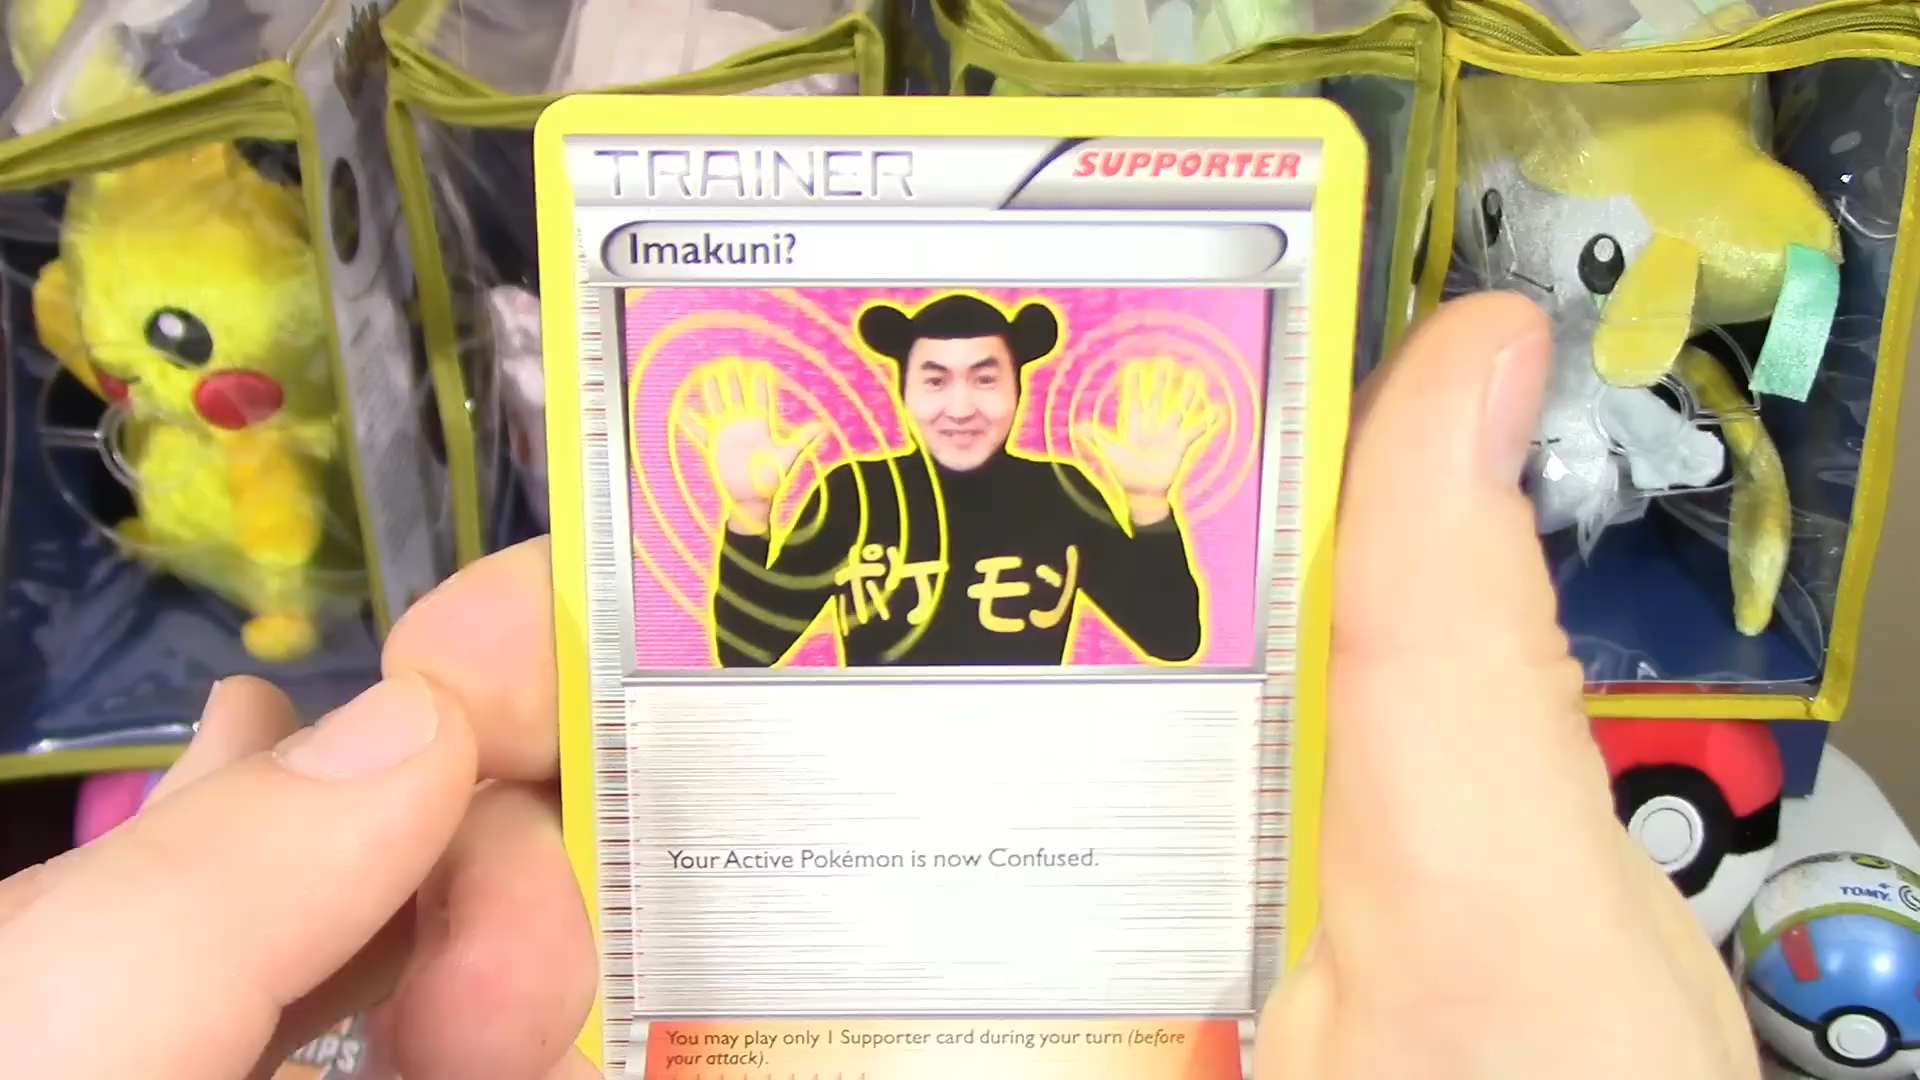 TRAINER
SUPPORTER
Imakuni?
ポケモン
Your Active Pokémon is now Confused.
You may play only 1 Supporter card during your turn (before
your attack).
TOMY